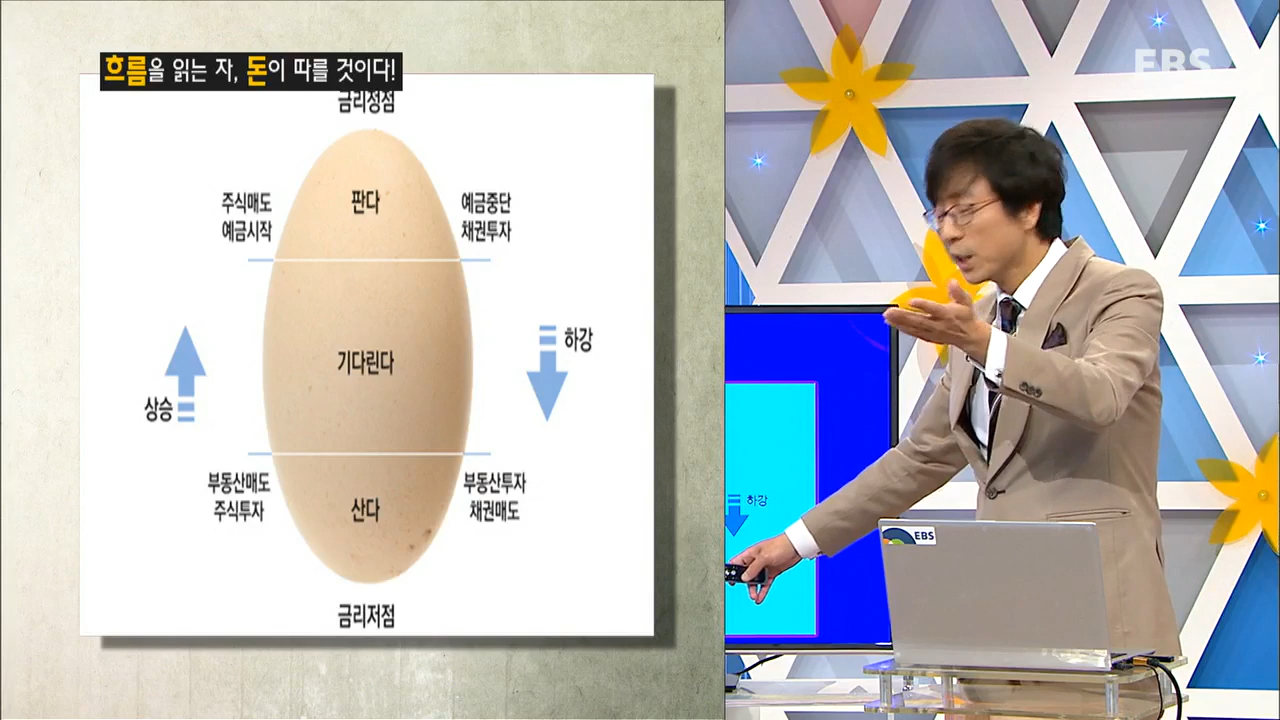 흐름을 읽는 자, 돈이 따를 것이다!
EBS
금리정점
판다
주식매도
예금시작
예금중단
채권투자
기다린다
상승
하강
부동산매도
주식투자
산다
부동산투자
채권매도
금리저점
하강
EBS